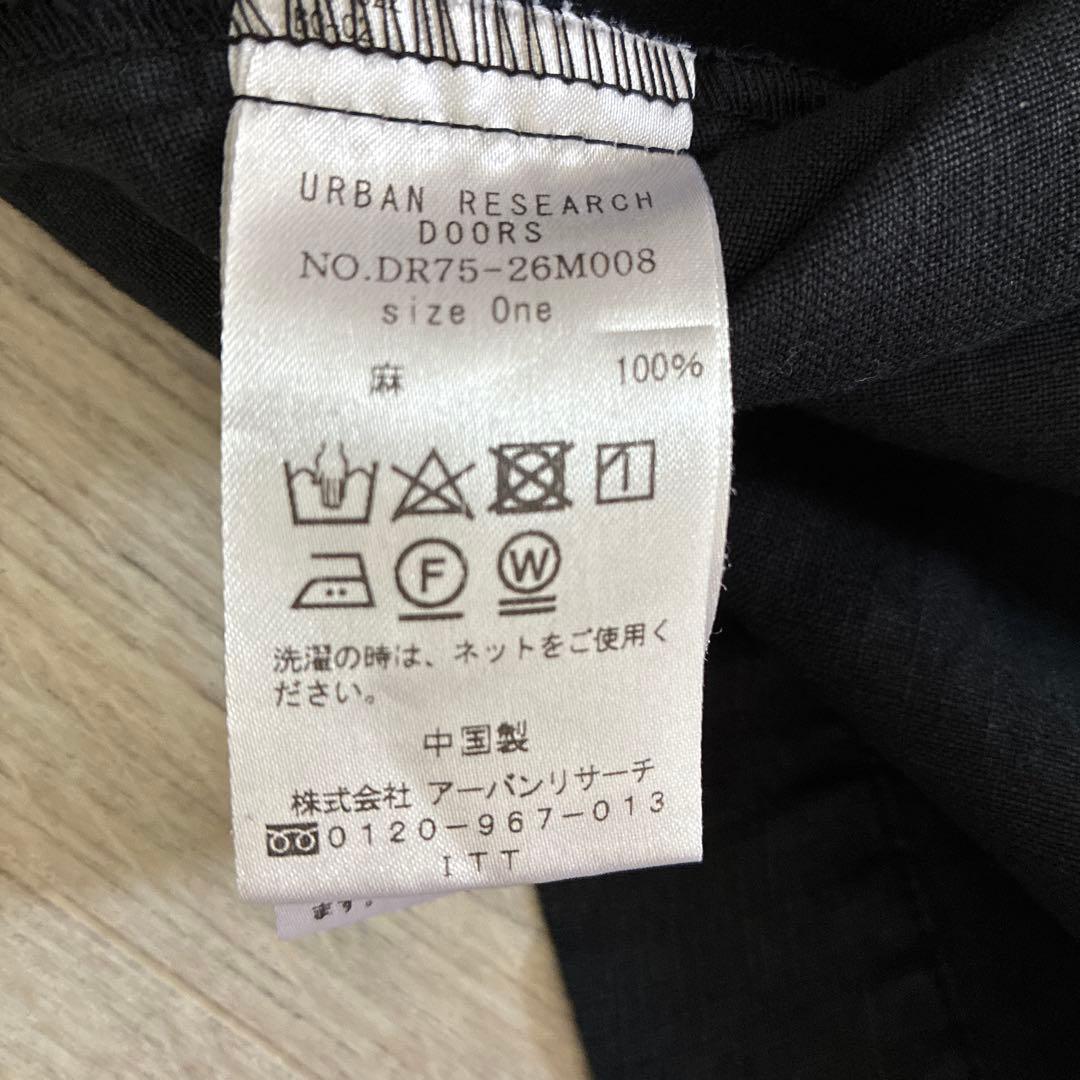 URBAN RESEARCH
DOORS
NO.DR75-26M008
size One
麻 100%
F W
洗濯の時は、ネットをご使用く
ださい。
中国製
株式会社 アーバンリサーチ
0120-967-013
ITT
ます。